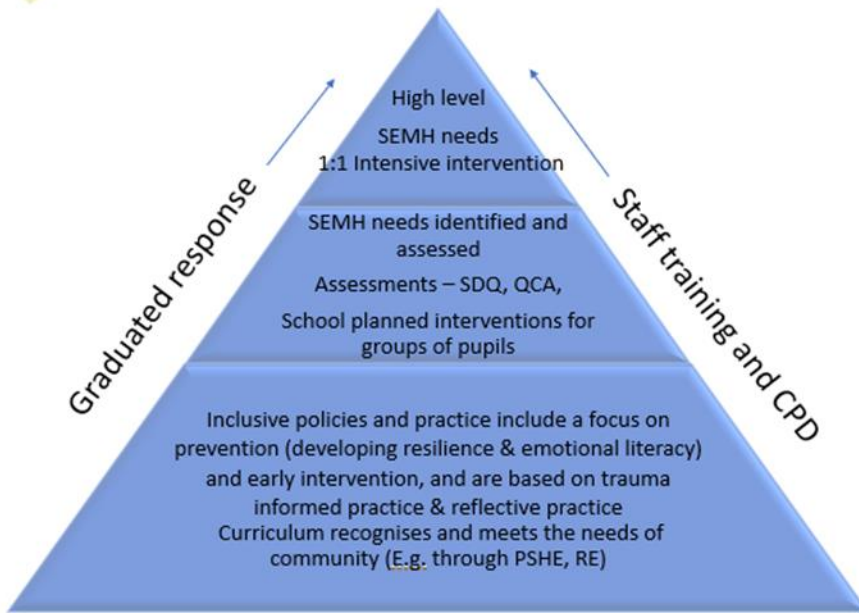 High level
SEMH needs
1:1 Intensive intervention
Graduated response
Staff training and CPD
SEMH needs identified and
assessed
Assessments – SDQ, QCA,
School planned interventions for
groups of pupils
Inclusive policies and practice include a focus on
prevention (developing resilience & emotional literacy)
and early intervention, and are based on trauma
informed practice & reflective practice
Curriculum recognises and meets the needs of
community (E.g. through PSHE, RE)